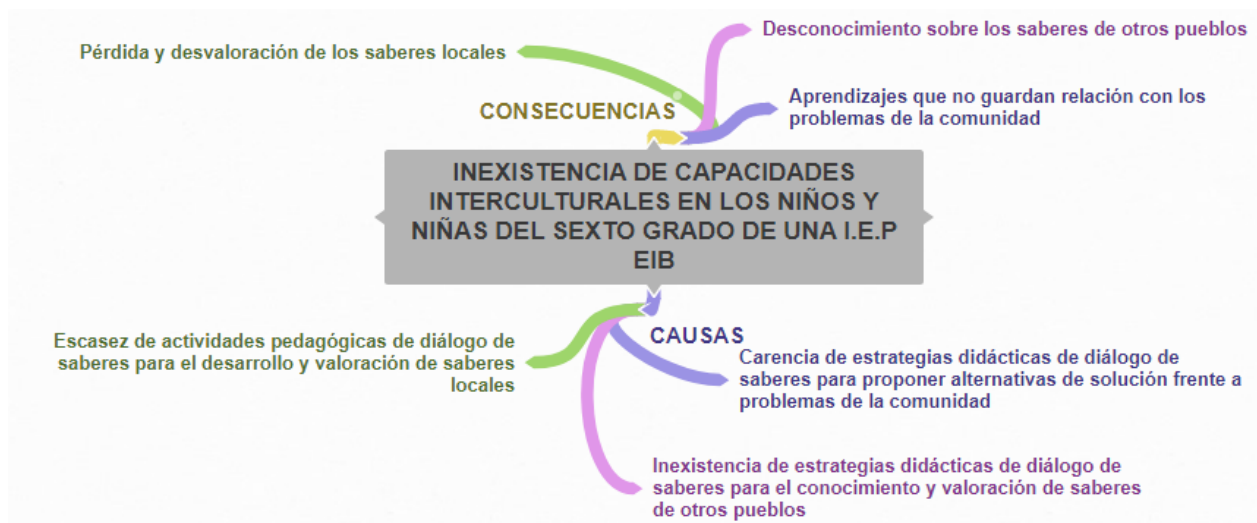 Desconocimiento sobre los saberes de otros pueblos
Pérdida y desvaloración de los saberes locales
Aprendizajes que no guardan relación con los
problemas de la comunidad
CONSECUENCIAS
INEXISTENCIA DE CAPACIDADES
INTERCULTURALES EN LOS NIÑOS Y
NIÑAS DEL SEXTO GRADO DE UNA I.E.P
EIB
CAUSAS
Escasez de actividades pedagógicas de diálogo de
saberes para el desarrollo y valoración de saberes
locales
Carencia de estrategias didácticas de diálogo de
saberes para proponer alternativas de solución frente a
problemas de la comunidad
Inexistencia de estrategias didácticas de diálogo de
saberes para el conocimiento y valoración de saberes
de otros pueblos